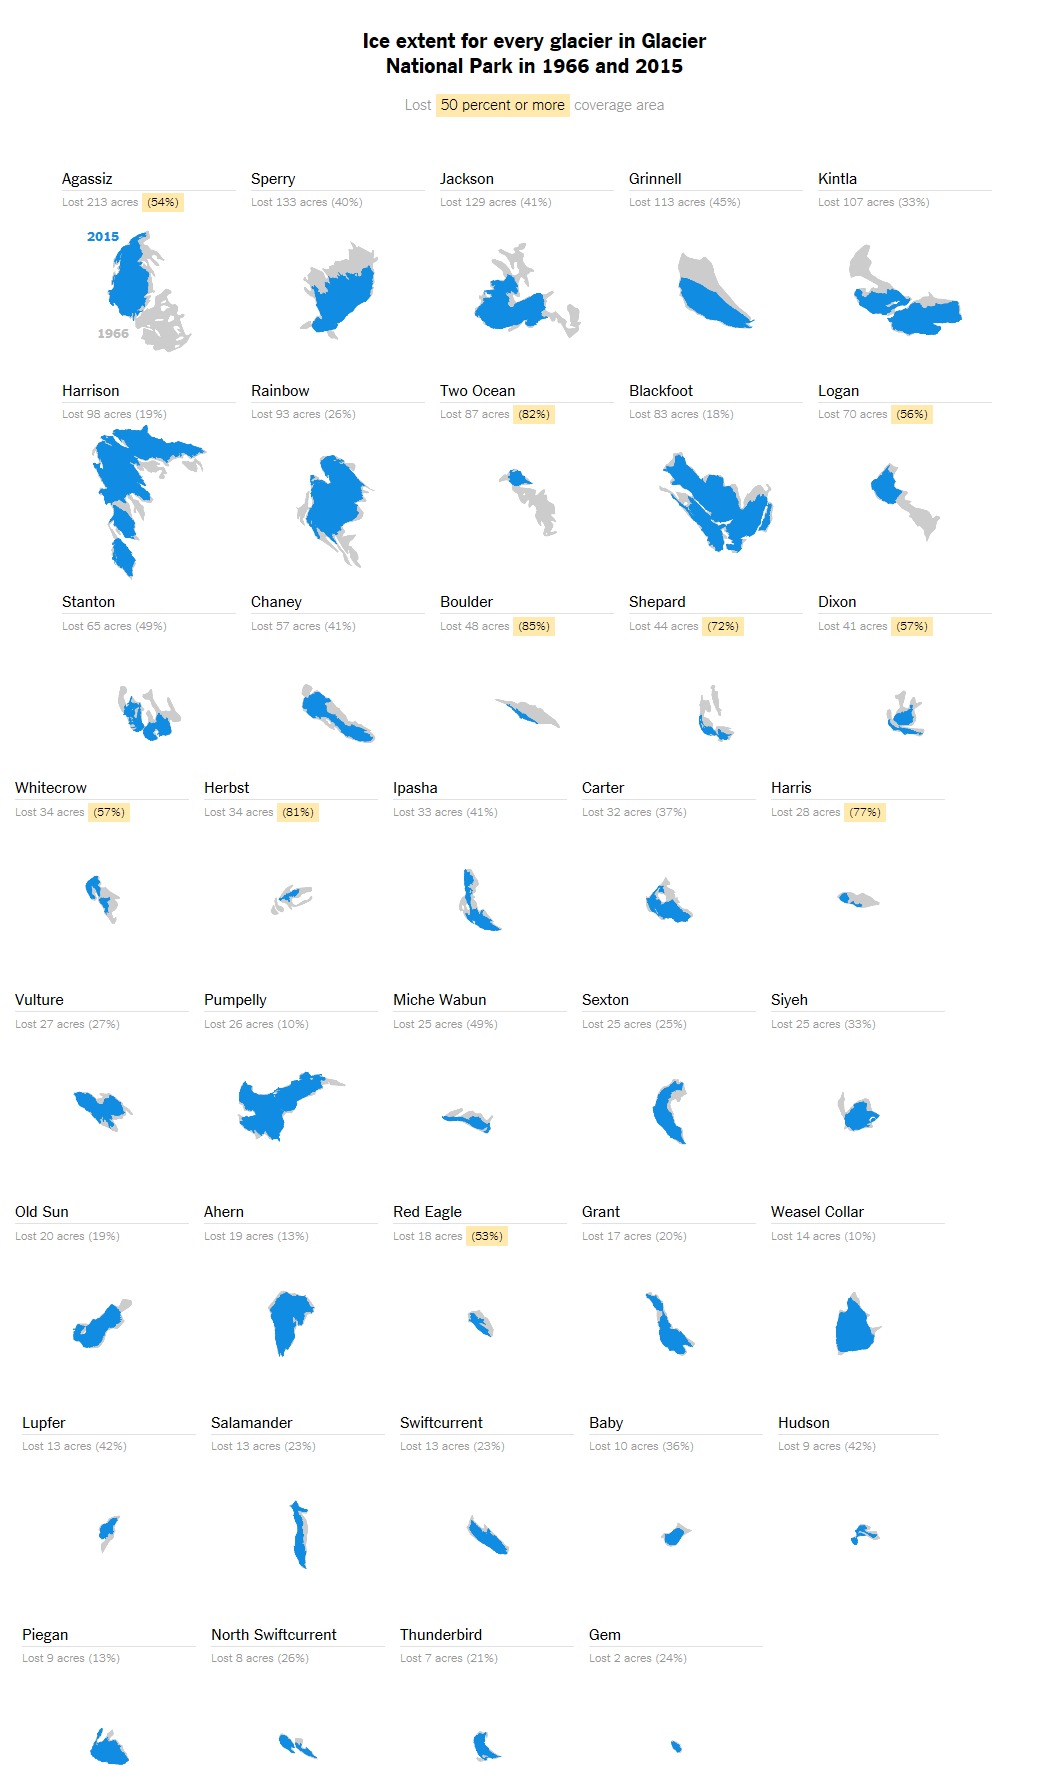 Ice extent for every glacier in Glacier
National Park in 1966 and 2015
Lost 50 percent or more coverage area
Agassiz Sperry Jackson Grinnell Kintla
Lost 213 acres (54%) Lost 133 acres (40%) Lost 129 acres (41%) Lost 113 acres (45%) Lost 107 acres (33%)
2015
1966
Harrison Rainbow Two Ocean Blackfoot Logan
Lost 98 acres (19%) Lost 93 acres (26%) Lost 87 acres (82%) Lost 83 acres (18%) Lost 70 acres (56%)
Stanton Chaney Boulder Shepard Dixon
Lost 65 acres (49%) Lost 57 acres (41%) Lost 48 acres (85%) Lost 44 acres (72%) Lost 41 acres (57%)
Whitecrow Herbst Ipasha Carter Harris
Lost 34 acres (57%) Lost 34 acres (81%) Lost 33 acres (41%) Lost 32 acres (37%) Lost 28 acres (77%)
Vulture Pumpelly Miche Wabun Sexton Siyeh
Lost 27 acres (27%) Lost 26 acres (10%) Lost 25 acres (49%) Lost 25 acres (25%) Lost 25 acres (33%)
Old Sun Ahern Red Eagle Grant Weasel Collar
Lost 20 acres (19%) Lost 19 acres (13%) Lost 18 acres (53%) Lost 17 acres (20%) Lost 14 acres (10%)
Lupfer Salamander Swiftcurrent Baby Hudson
Lost 13 acres (42%) Lost 13 acres (23%) Lost 13 acres (23%) Lost 10 acres (36%) Lost 9 acres (42%)
Piegan North Swiftcurrent Thunderbird Gem
Lost 9 acres (13%) Lost 8 acres (26%) Lost 7 acres (21%) Lost 2 acres (24%)